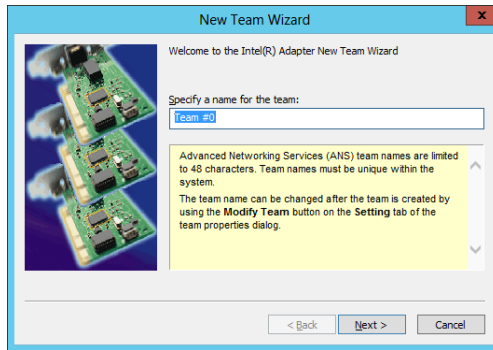 New Team Wizard
x
Welcome to the Intel(R) Adapter New Team Wizard
Specify a name for the team:
Team #0
Advanced Networking Services (ANS) team names are limited
to 48 characters. Team names must be unique within the
system.
The team name can be changed after the team is created by
using the Modify Team button on the Setting tab of the
team properties dialog.
< Back Next > Cancel